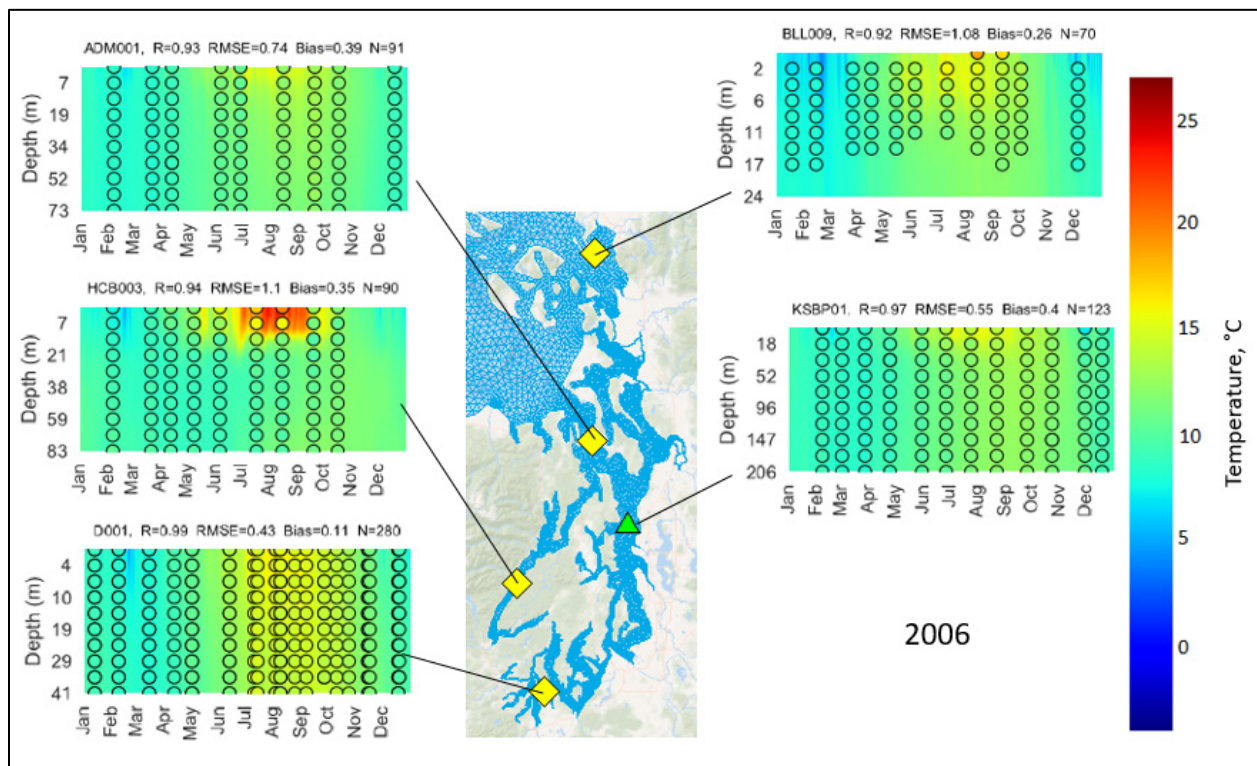 ADM001, R=0.93 RMSE=0.74 Bias=0.39 N=91
Depth (m)
7
19
34
52
73
Jan
Feb
Mar
Apr
May
Jun
Jul
Aug
Sep
Oct
Nov
Dec
HCB003, R=0.94 RMSE=1.1 Bias=0.35 N=90
Depth (m)
7
21
38
59
83
Jan
Feb
Mar
Apr
May
Jun
Jul
Aug
Sep
Oct
Nov
Dec
D001, R=0.99 RMSE=0.43 Bias=0.11 N=280
Depth (m)
4
10
19
29
41
Jan
Feb
Mar
Apr
May
Jun
Jul
Aug
Sep
Oct
Nov
Dec
BLL009, R=0.92 RMSE=1.08 Bias=0.26 N=70
Depth (m)
2
6
11
17
24
Jan
Feb
Mar
Apr
May
Jun
Jul
Aug
Sep
Oct
Nov
Dec
KSBP01, R=0.97 RMSE=0.55 Bias=0.4 N=123
Depth (m)
18
52
96
147
206
Jan
Feb
Mar
Apr
May
Jun
Jul
Aug
Sep
Oct
Nov
Dec
2006
25
20
15
10
5
0
Temperature, °C